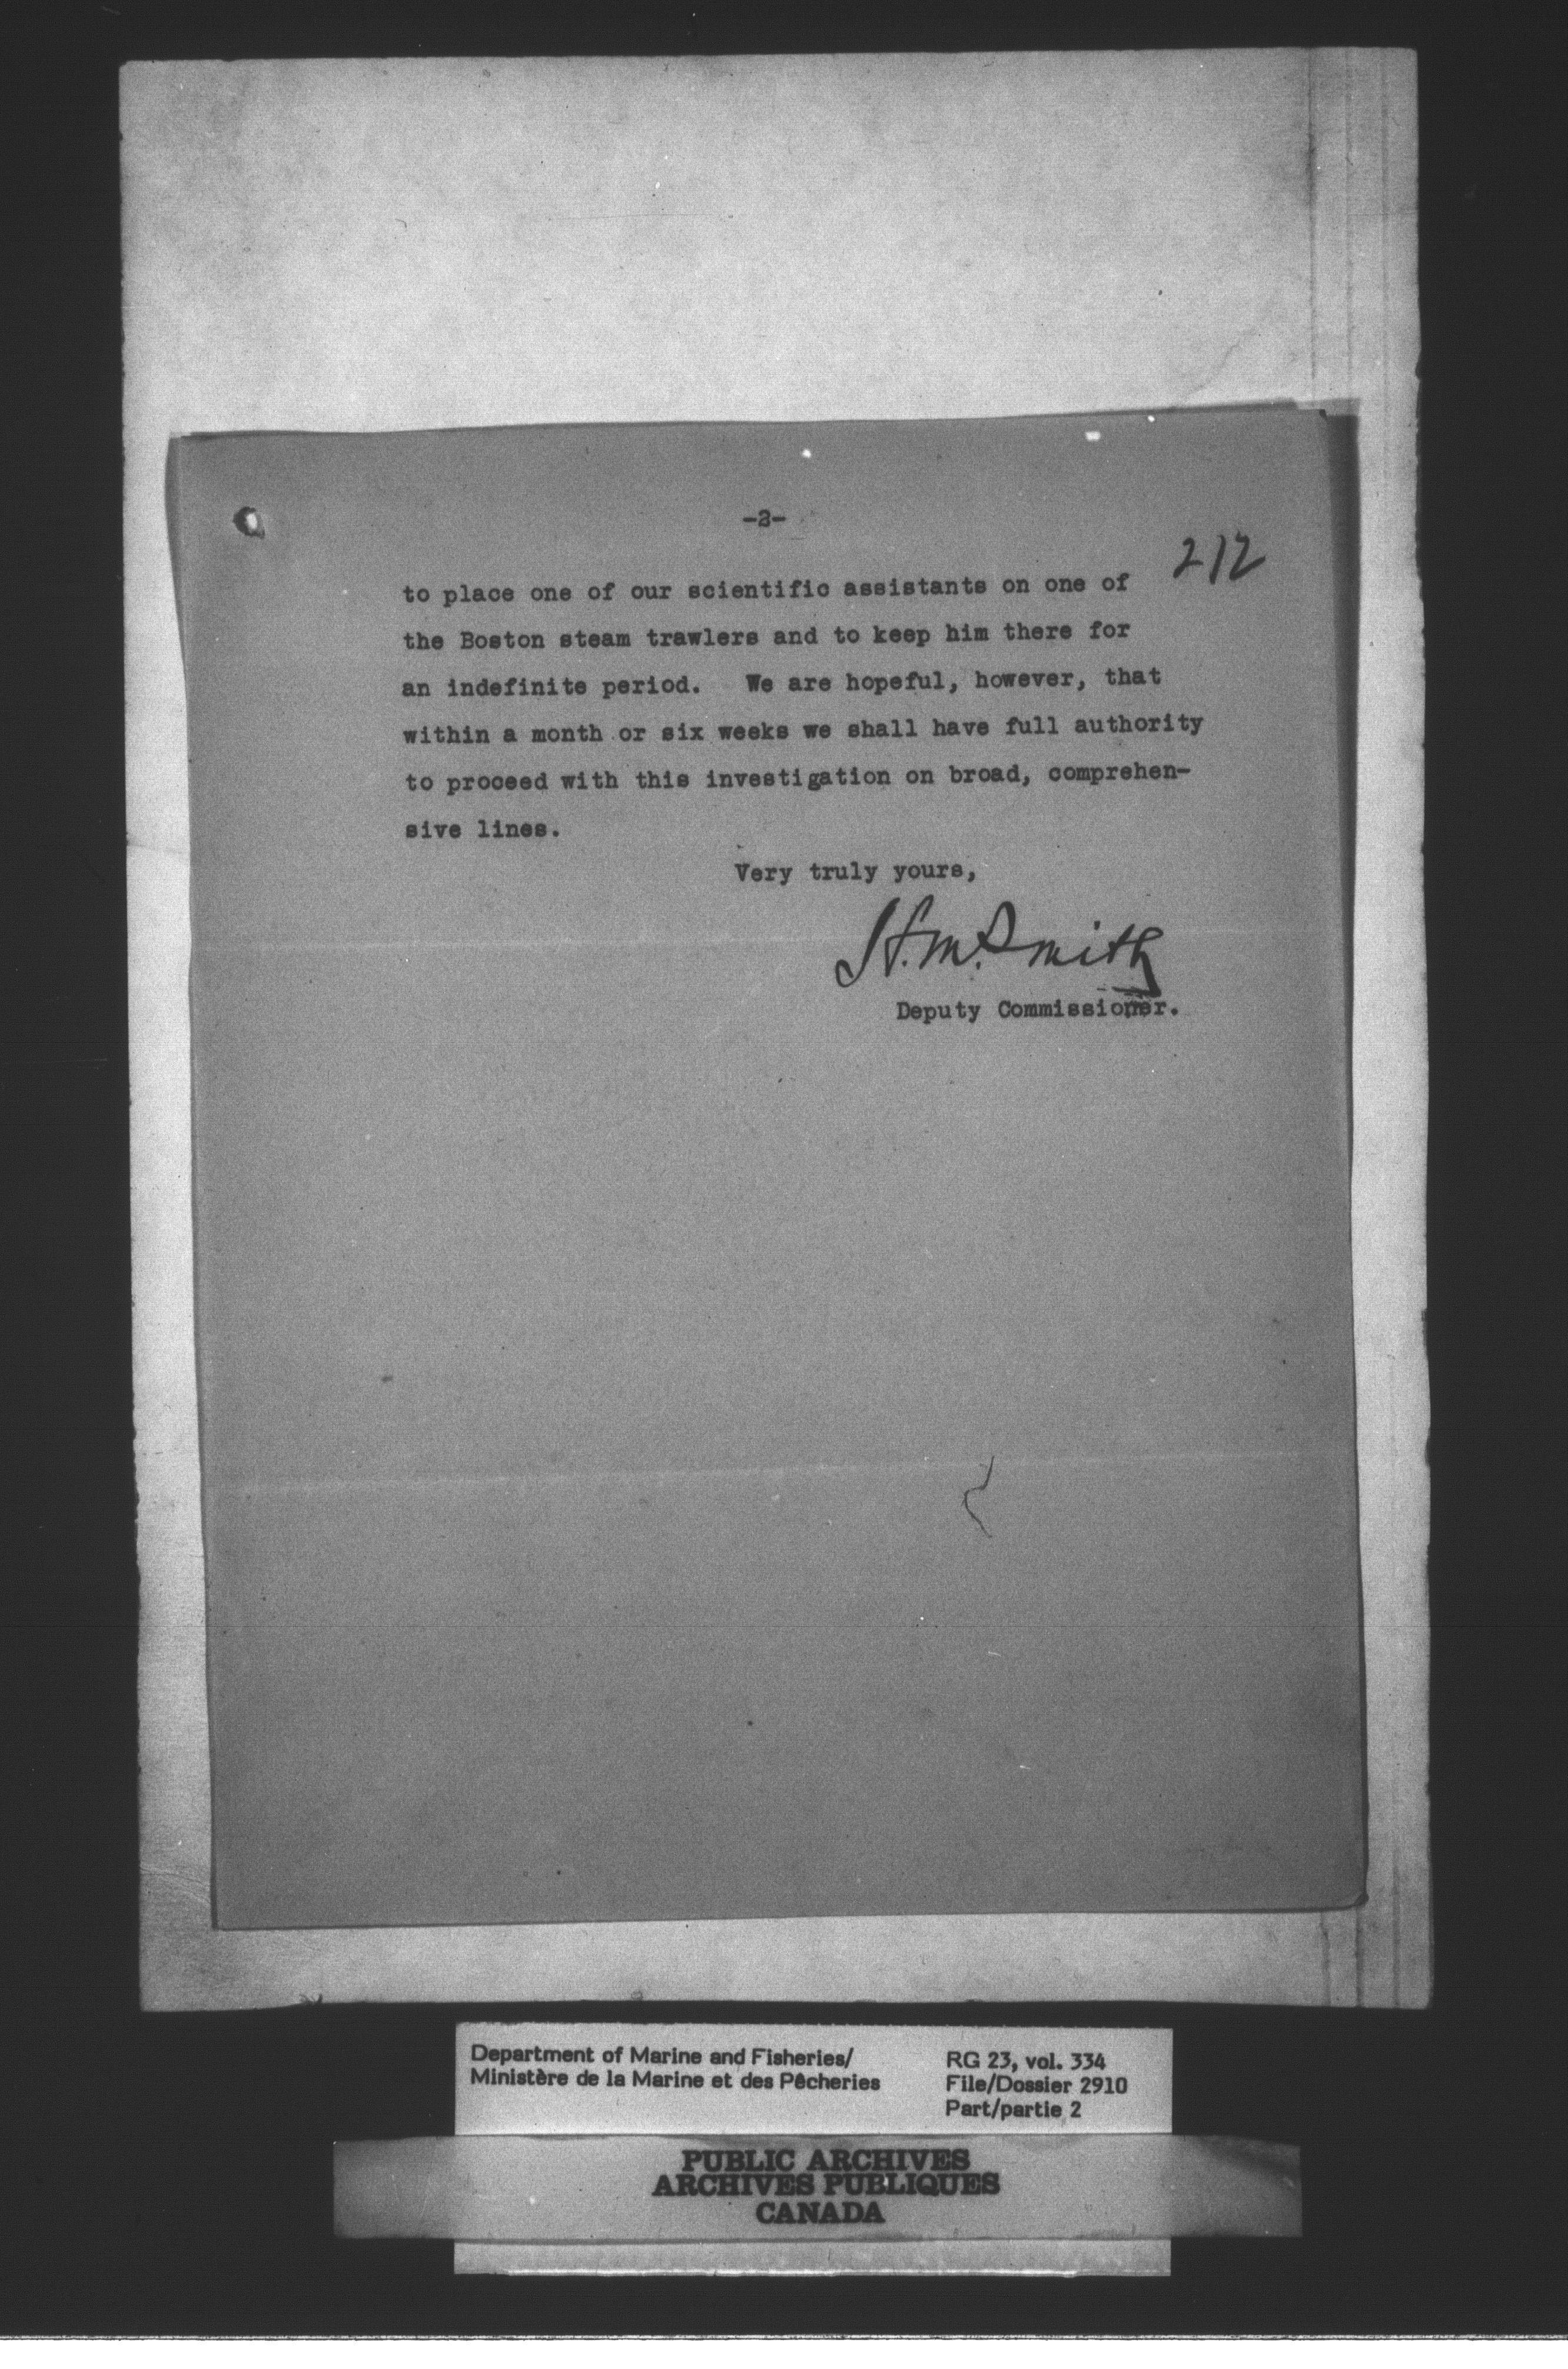 -2-
212
to place one of our scientific assistants on one of
the Boston steam trawlers and to keep him there for
an indefinite period. We are hopeful, however, that
within a month or six weeks we shall have full authority
to proceed with this investigation on broad, comprehen-
sive lines.
Very truly yours,
H. M. Smith
Deputy Commissioner.
Department of Marine and Fisheries/
Ministère de la Marine et des Pêcheries
RG 23, vol. 334
File/Dossier 2910
Part/partie 2
PUBLIC ARCHIVES
ARCHIVES PUBLIQUES
CANADA